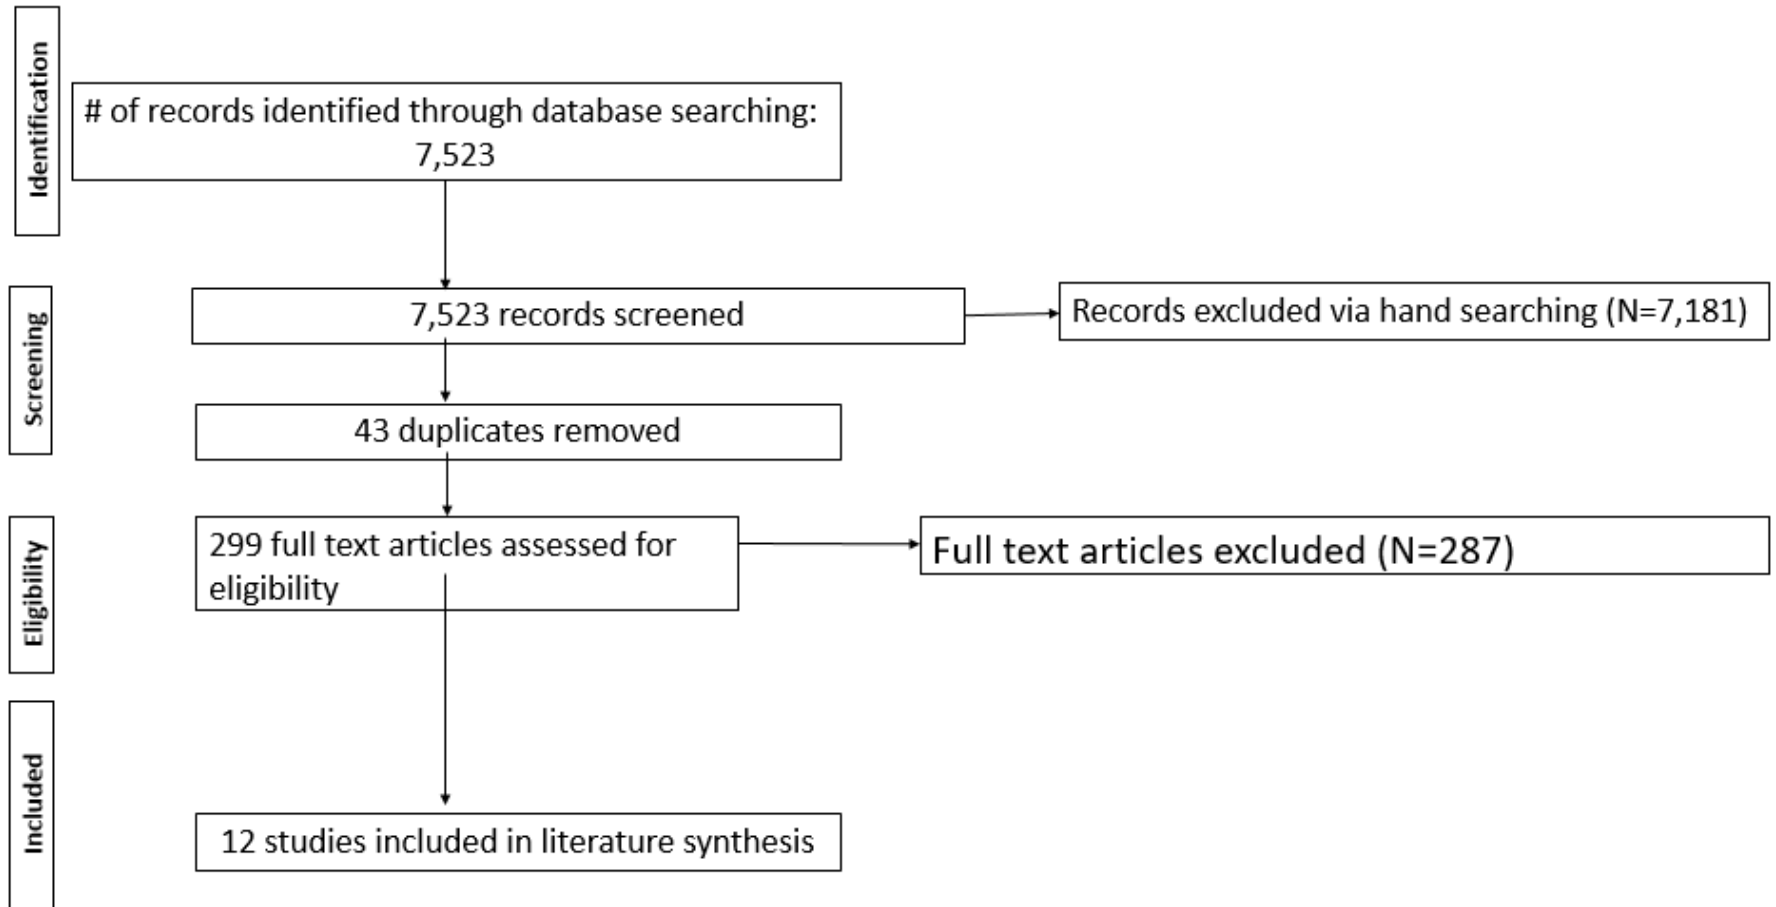 Identification
# of records identified through database searching:
7,523
Screening
7,523 records screened
Records excluded via hand searching (N=7,181)
43 duplicates removed
Eligibility
299 full text articles assessed for
eligibility
Full text articles excluded (N=287)
Included
12 studies included in literature synthesis